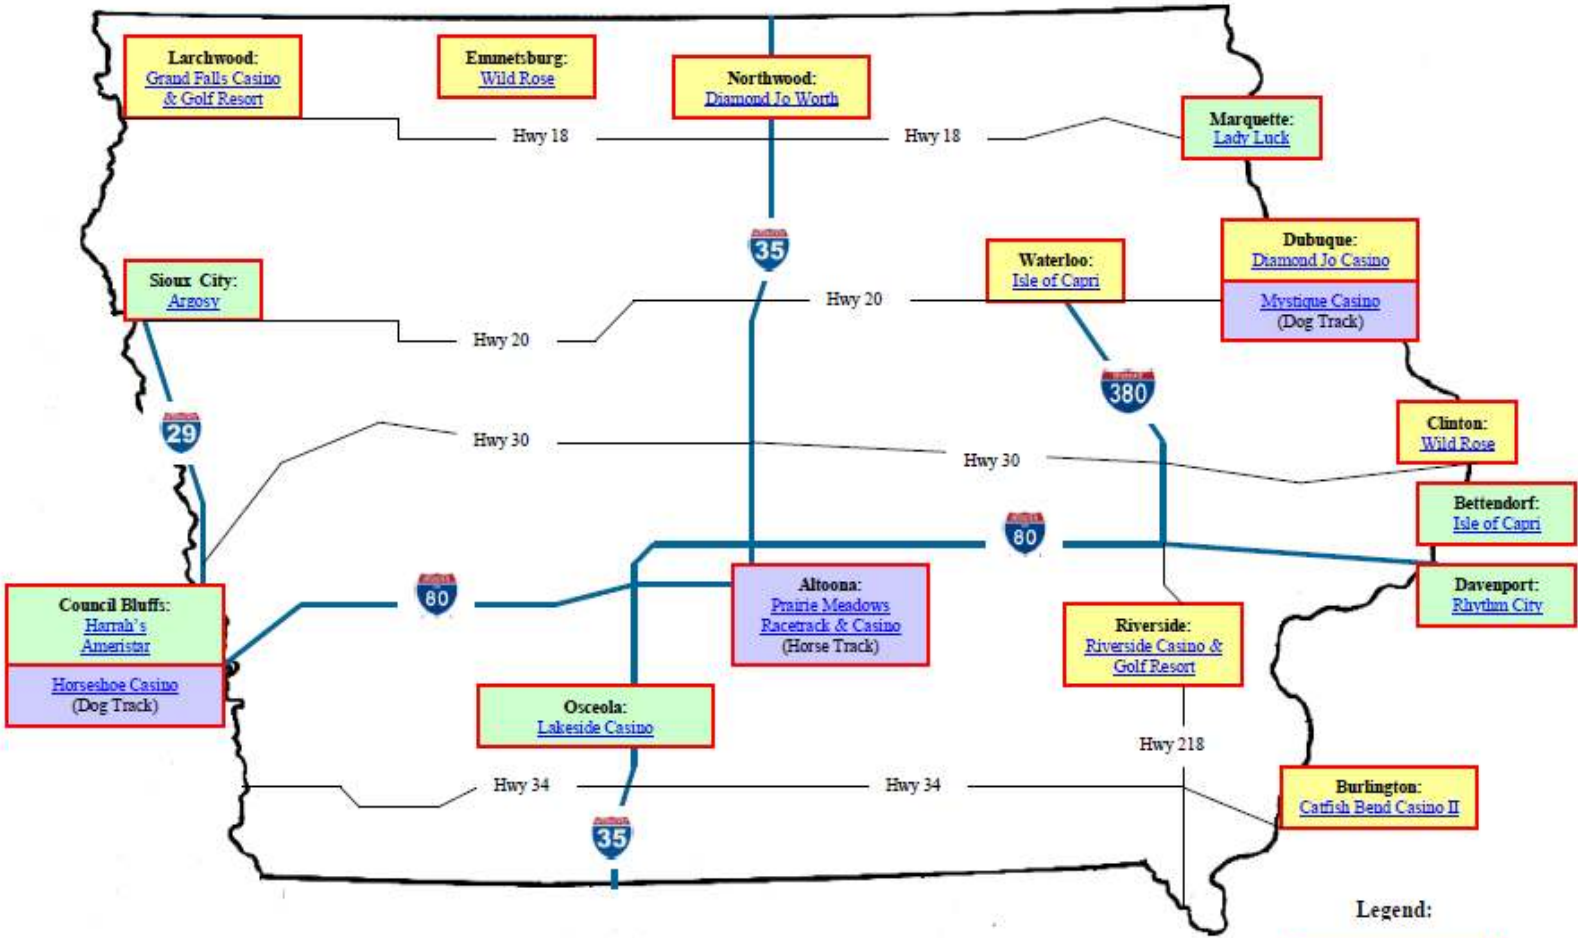 Larchwood:
Grand Falls Casino
& Golf Resort
Emmetsburg:
Wild Rose
Northwood:
Diamond Jo Worth
Marquette:
Lady Luck
Hwy 18
Hwy 18
35
Dubuque:
Diamond Jo Casino
Mystique Casino
(Dog Track)
Waterloo:
Isle of Capri
Sioux City:
Argosy
Hwy 20
Hwy 20
380
29
Clinton:
Wild Rose
Hwy 30
Hwy 30
Bettendorf:
Isle of Capri
80
80
Davenport:
Rhythm City
Council Bluffs:
Harrah's
Ameristar
Horseshoe Casino
(Dog Track)
Altoona:
Prairie Meadows
Racetrack & Casino
(Horse Track)
Riverside:
Riverside Casino &
Golf Resort
Osceola:
Lakeside Casino
Hwy 218
Hwy 34
Hwy 34
Burlington:
Catfish Bend Casino II
35
Legend: